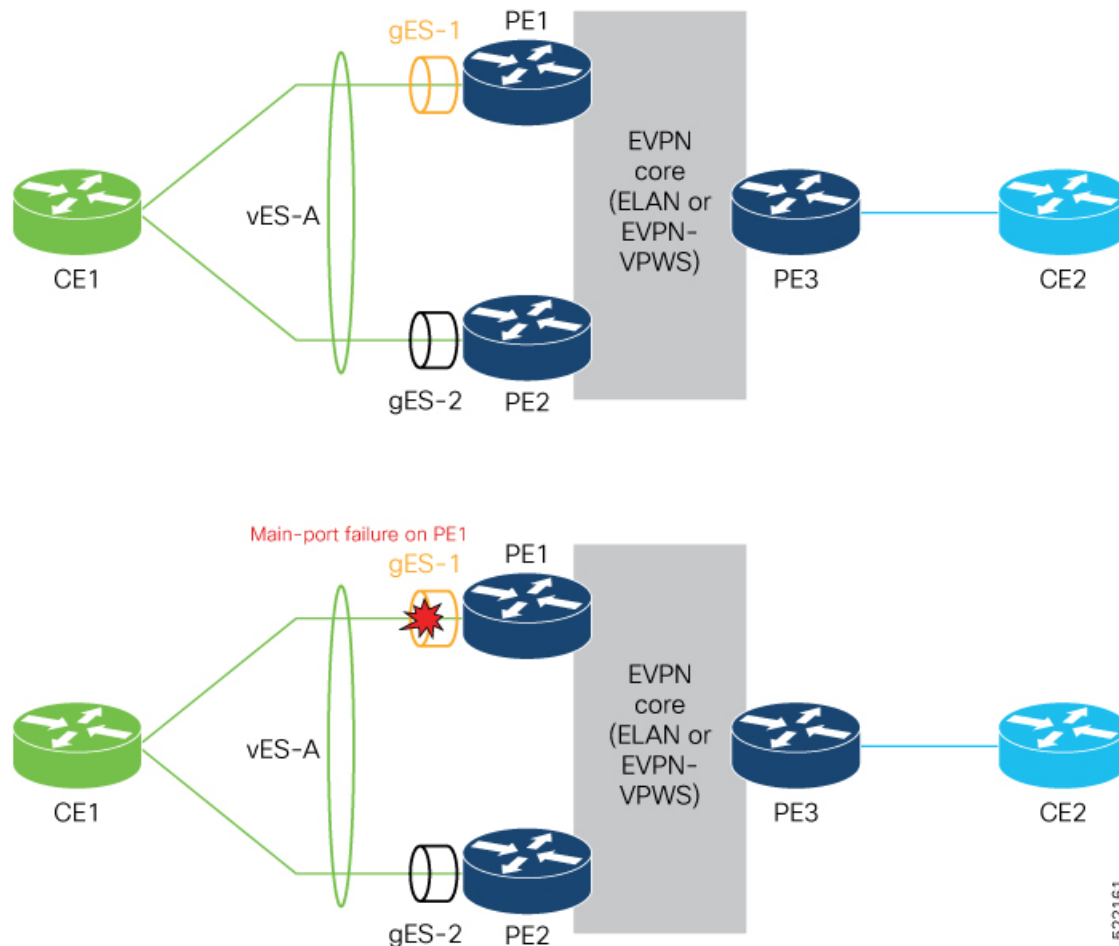 PE1
gES-1
EVPN
core
(ELAN or
EVPN-
VPWS)
vES-A
CE1
PE3
CE2
gES-2
PE2
Main-port failure on PE1
PE1
gES-1
EVPN
core
(ELAN or
EVPN-
VPWS)
vES-A
CE1
PE3
CE2
gES-2
PE2
522161